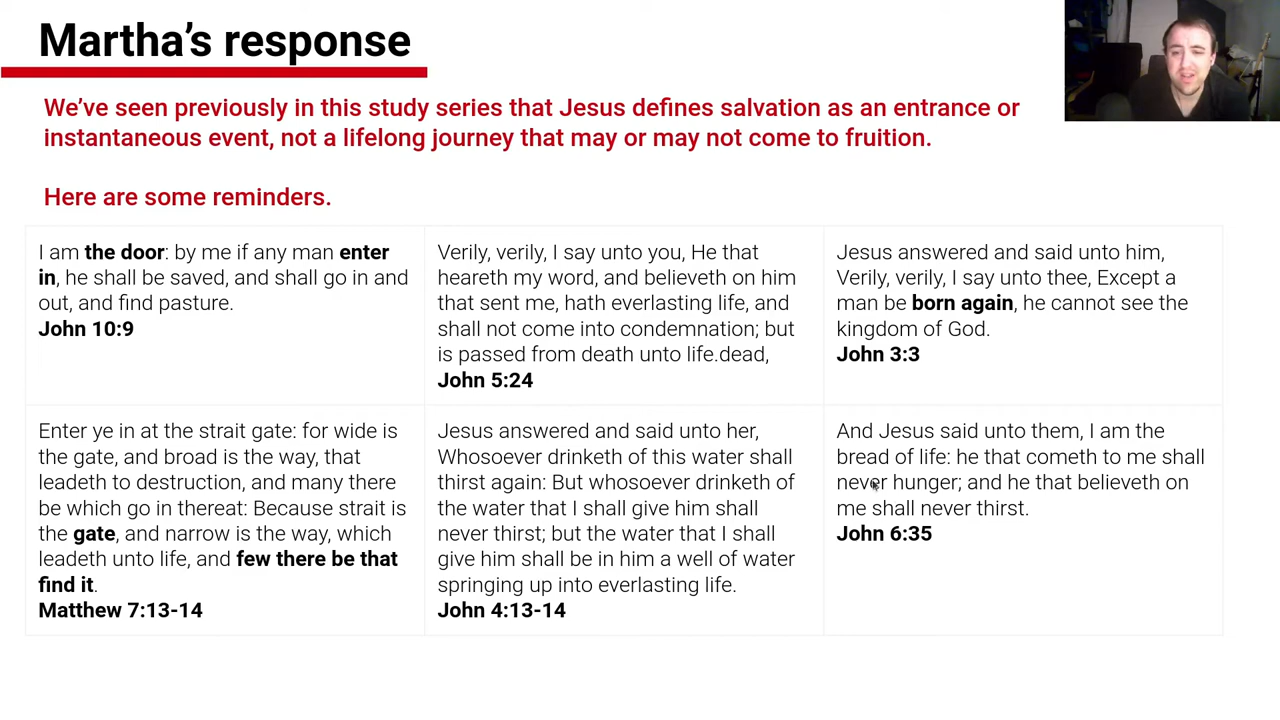 Martha’s response
We’ve seen previously in this study series that Jesus defines salvation as an entrance or
instantaneous event, not a lifelong journey that may or may not come to fruition.
Here are some reminders.
I am the door: by me if any man enter
in, he shall be saved, and shall go in and
out, and find pasture.
John 10:9
Verily, verily, I say unto you, He that
heareth my word, and believeth on him
that sent me, hath everlasting life, and
shall not come into condemnation; but
is passed from death unto life.dead,
John 5:24
Jesus answered and said unto him,
Verily, verily, I say unto thee, Except a
man be born again, he cannot see the
kingdom of God.
John 3:3
Enter ye in at the strait gate: for wide is
the gate, and broad is the way, that
leadeth to destruction, and many there
be which go in thereat: Because strait is
the gate, and narrow is the way, which
leadeth unto life, and few there be that
find it.
Matthew 7:13-14
Jesus answered and said unto her,
Whosoever drinketh of this water shall
thirst again: But whosoever drinketh of
the water that I shall give him shall
never thirst; but the water that I shall
give him shall be in him a well of water
springing up into everlasting life.
John 4:13-14
And Jesus said unto them, I am the
bread of life: he that cometh to me shall
never hunger; and he that believeth on
me shall never thirst.
John 6:35